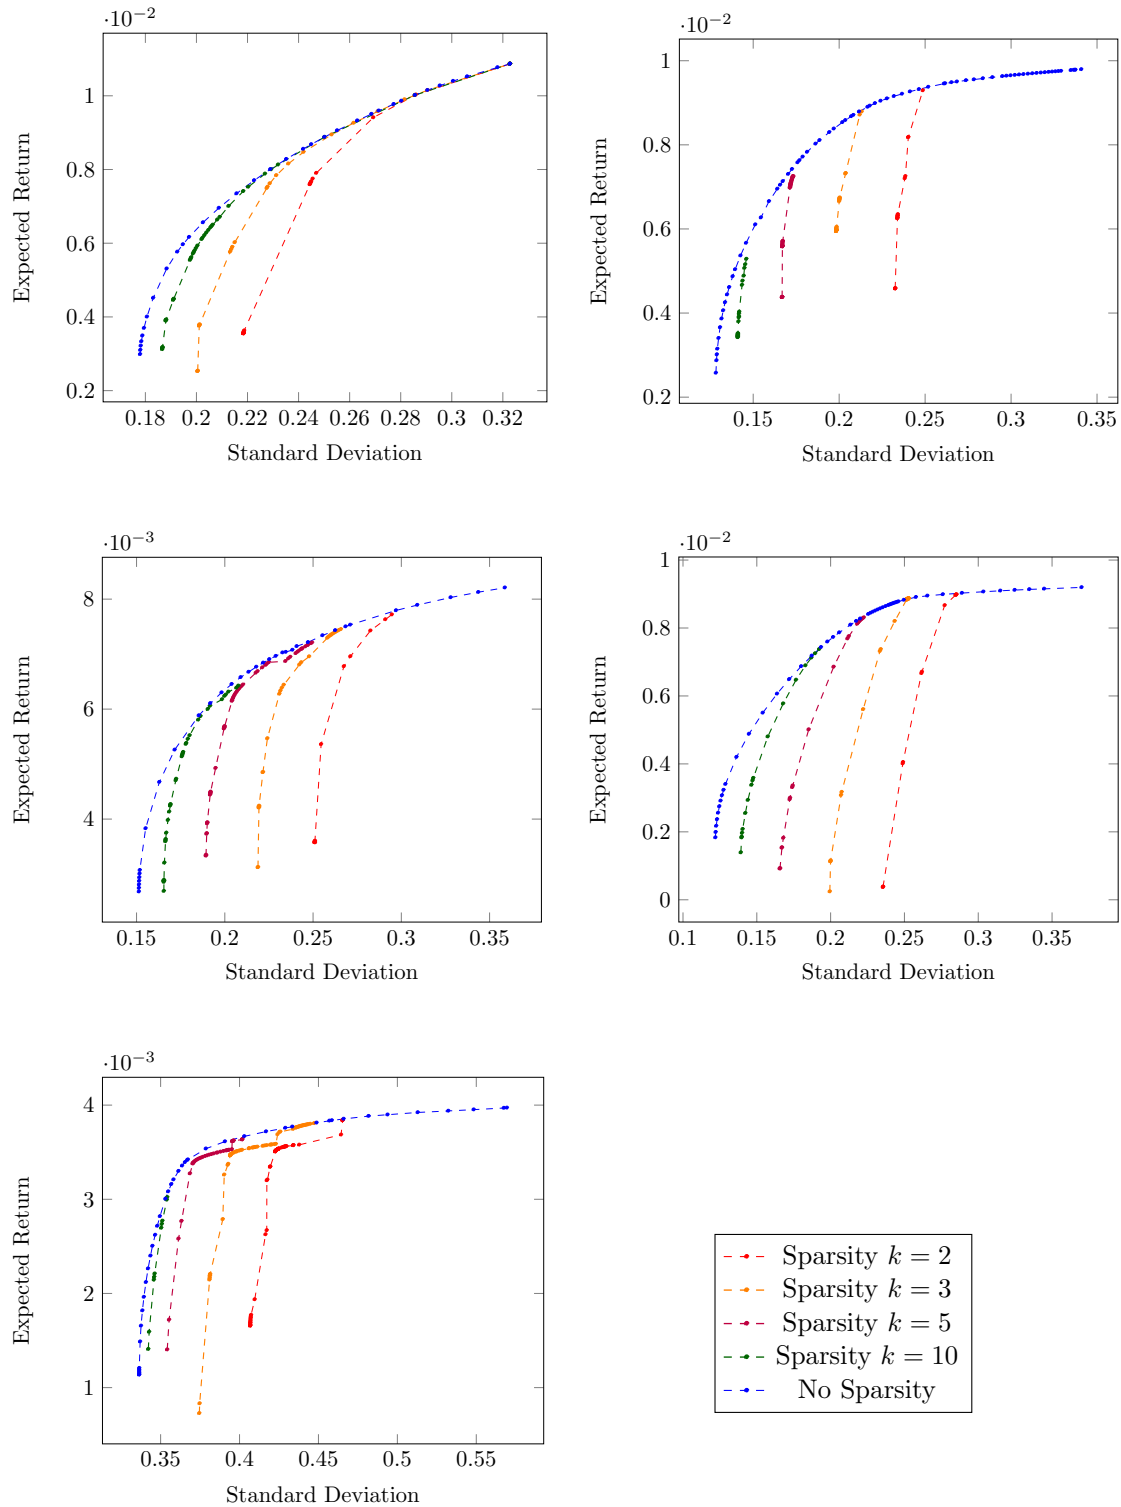 ·10−2
1
0.8
0.6
0.4
0.2
Expected Return
0.18 0.2 0.22 0.24 0.26 0.28 0.3 0.32
Standard Deviation
·10−2
1
0.8
0.6
0.4
0.2
Expected Return
0.15 0.2 0.25 0.3 0.35
Standard Deviation
·10−3
8
6
4
Expected Return
0.15 0.2 0.25 0.3 0.35
Standard Deviation
·10−2
1
0.8
0.6
0.4
0.2
0
Expected Return
0.1 0.15 0.2 0.25 0.3 0.35
Standard Deviation
·10−3
4
3
2
1
Expected Return
0.35 0.4 0.45 0.5 0.55
Standard Deviation
Sparsity k = 2
Sparsity k = 3
Sparsity k = 5
Sparsity k = 10
No Sparsity